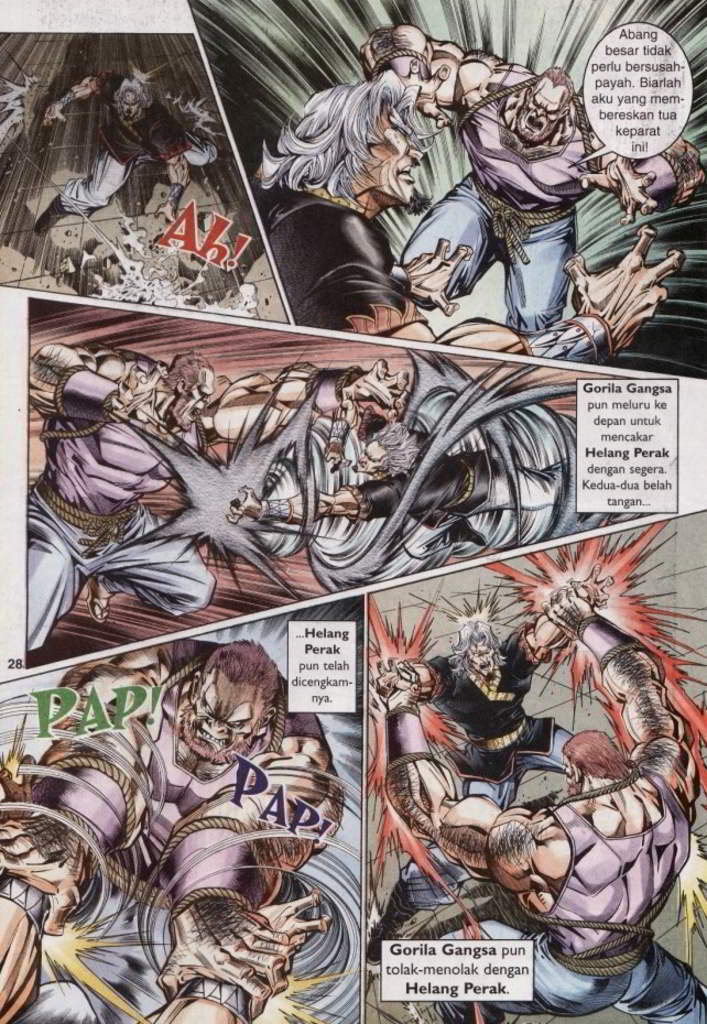 Ah!
Abang
besar tidak
perlu bersusah-
payah. Biarlah
aku yang mem-
bereskan tua
keparat
ini!
Gorila Gangsa
pun meluru ke
depan untuk
mencakar
Helang Perak
dengan segera.
Kedua-dua belah
tangan...
28
PAP!
PAP!
...Helang
Perak
pun telah
dicengkam-
nya.
Gorila Gangsa pun
tolak-menolak dengan
Helang Perak.